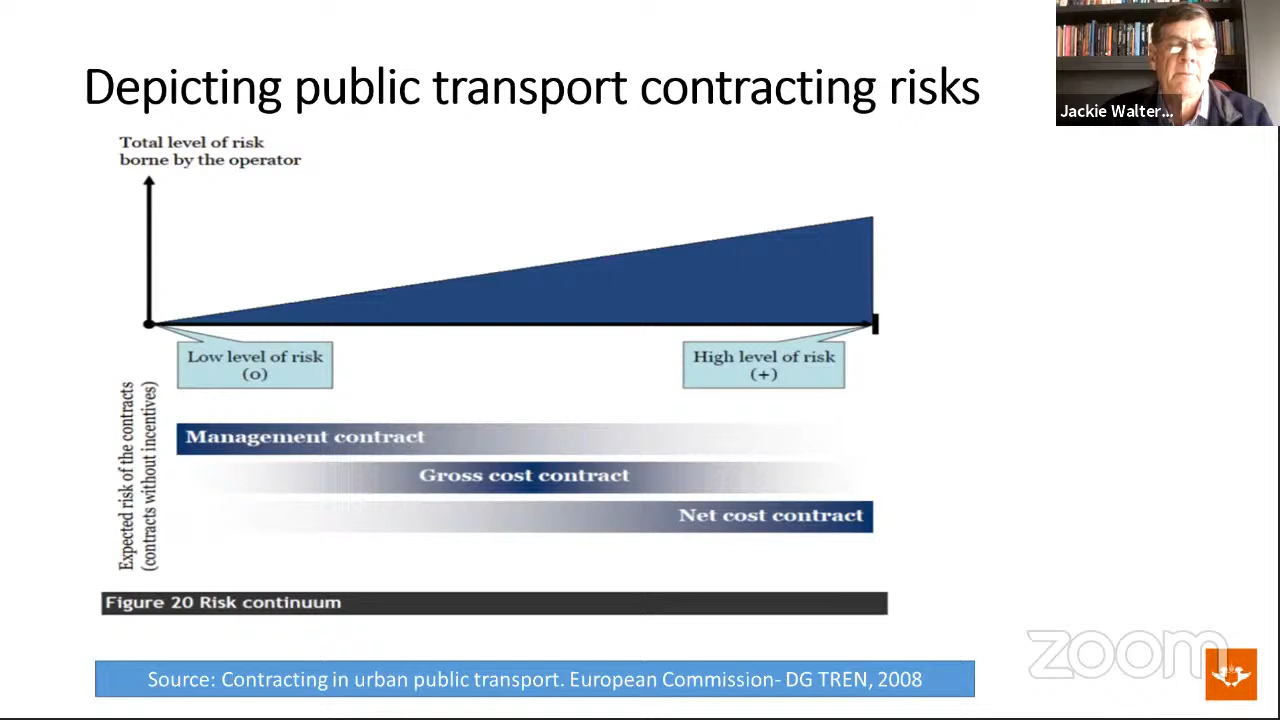 Depicting public transport contracting risks
Jackie Walter...
Total level of risk
borne by the operator
Low level of risk
(o)
High level of risk
(+)
Expected risk of the contracts
(contracts without incentives)
Management contract
Gross cost contract
Net cost contract
Figure 20 Risk continuum
Source: Contracting in urban public transport. European Commission- DG TREN, 2008
zoom